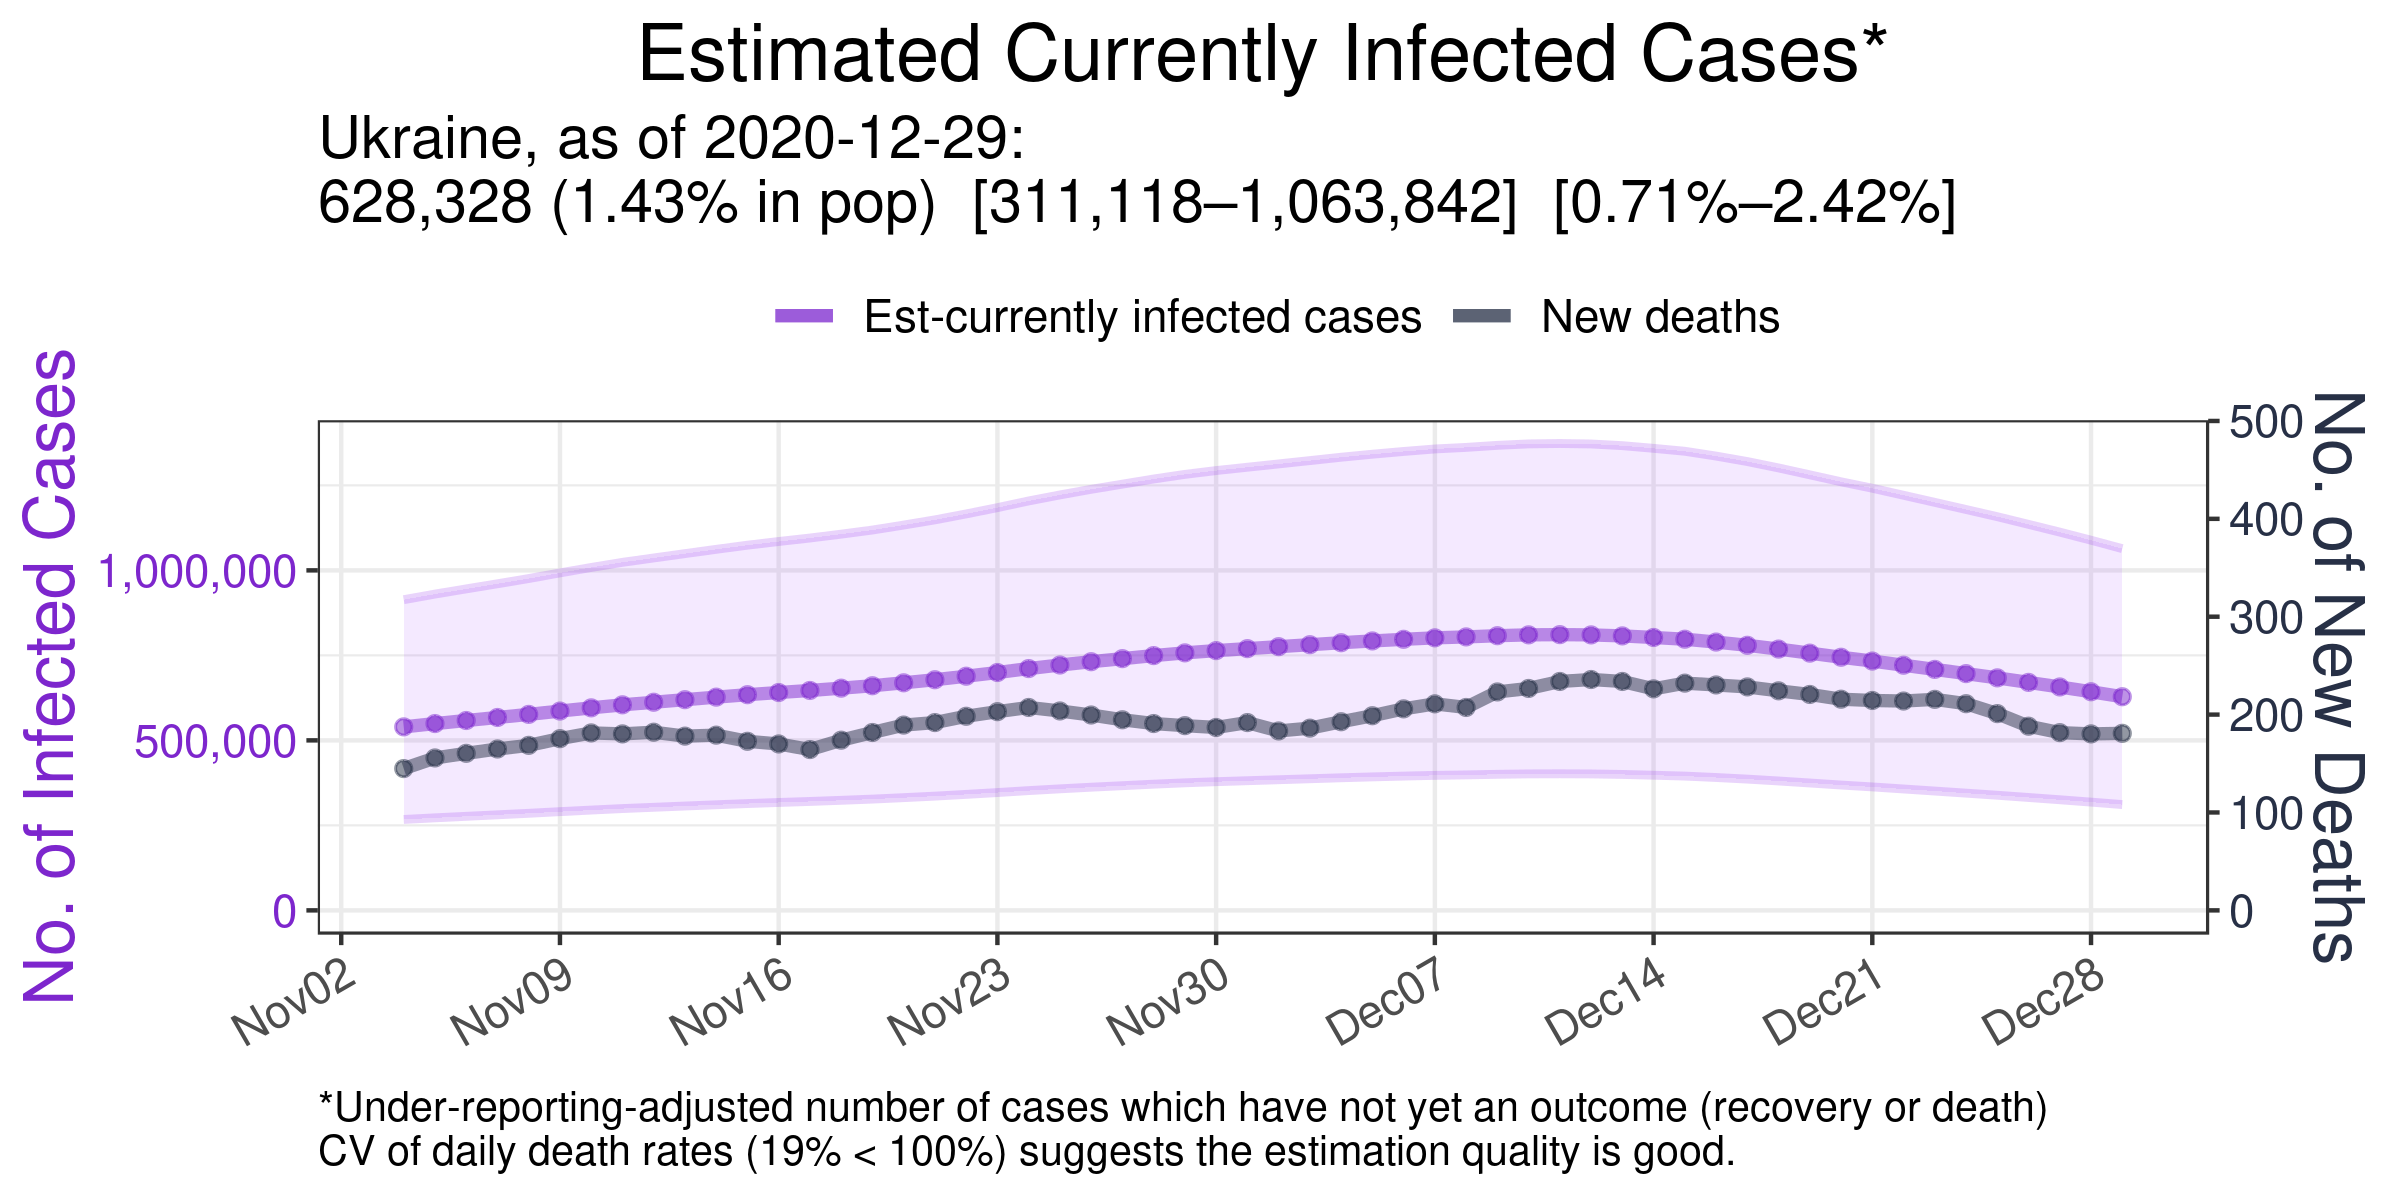 Estimated Currently Infected Cases*
Ukraine, as of 2020-12-29:
628,328 (1.43% in pop)  [311,118–1,063,842]  [0.71%–2.42%]
Est-currently infected cases
New deaths
No. of Infected Cases
1,000,000
500,000
0
No. of New Deaths
500
400
300
200
100
0
Nov02
Nov09
Nov16
Nov23
Nov30
Dec07
Dec14
Dec21
Dec28
*Under-reporting-adjusted number of cases which have not yet an outcome (recovery or death)
CV of daily death rates (19% < 100%) suggests the estimation quality is good.